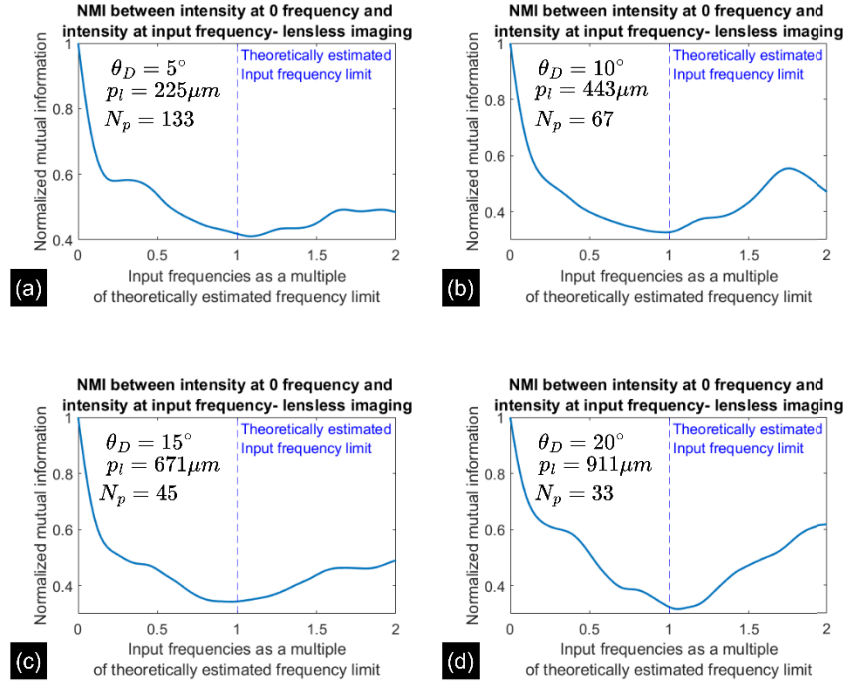 NMI between intensity at 0 frequency and
intensity at input frequency- lensless imaging
Normalized mutual information
1
0.8
0.6
0.4
θ_D = 5°
p_l = 225μm
N_p = 133
Theoretically estimated
Input frequency limit
0 0.5 1 1.5 2
Input frequencies as a multiple
of theoretically estimated frequency limit
(a)
NMI between intensity at 0 frequency and
intensity at input frequency- lensless imaging
Normalized mutual information
1
0.8
0.6
0.4
θ_D = 10°
p_l = 443μm
N_p = 67
Theoretically estimated
Input frequency limit
0 0.5 1 1.5 2
Input frequencies as a multiple
of theoretically estimated frequency limit
(b)
NMI between intensity at 0 frequency and
intensity at input frequency- lensless imaging
Normalized mutual information
1
0.8
0.6
0.4
θ_D = 15°
p_l = 671μm
N_p = 45
Theoretically estimated
Input frequency limit
0 0.5 1 1.5 2
Input frequencies as a multiple
of theoretically estimated frequency limit
(c)
NMI between intensity at 0 frequency and
intensity at input frequency- lensless imaging
Normalized mutual information
1
0.8
0.6
0.4
θ_D = 20°
p_l = 911μm
N_p = 33
Theoretically estimated
Input frequency limit
0 0.5 1 1.5 2
Input frequencies as a multiple
of theoretically estimated frequency limit
(d)